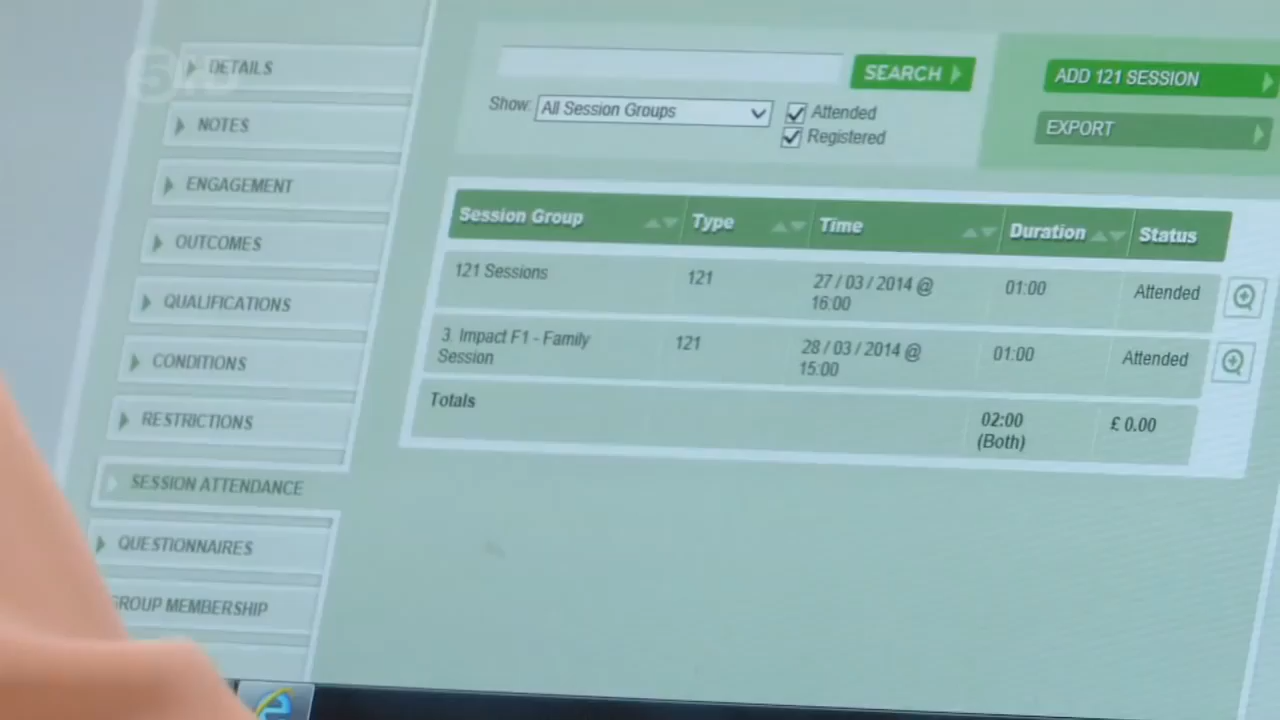 DETAILS
NOTES
ENGAGEMENT
OUTCOMES
QUALIFICATIONS
CONDITIONS
RESTRICTIONS
SESSION ATTENDANCE
QUESTIONNAIRES
GROUP MEMBERSHIP
SEARCH
Show: All Session Groups
Attended
Registered
ADD 121 SESSION
EXPORT
Session Group Type Time Duration Status
121 Sessions 121 27 / 03 / 2014 @ 01:00 Attended
16:00
3. Impact F1 - Family 121 28 / 03 / 2014 @ 01:00 Attended
Session 15:00
Totals 02:00 £ 0.00
(Both)